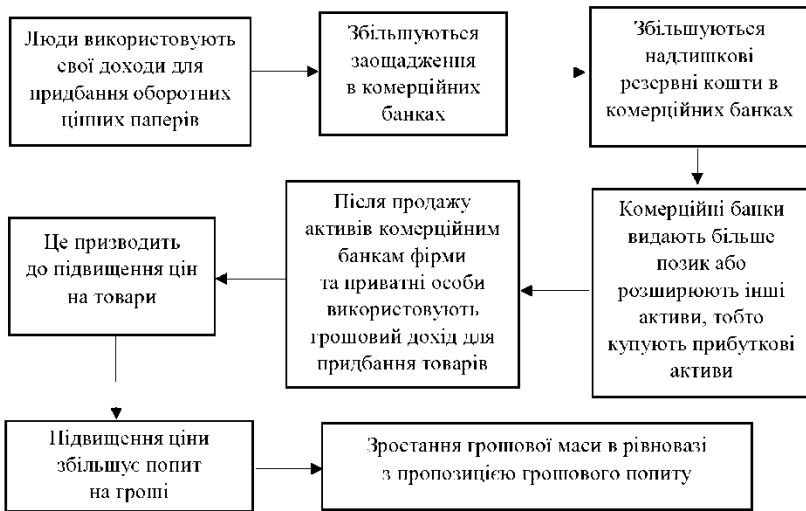 Люди використовують
свої доходи для
придбання оборотних
цінних паперів
Збільшуються
заощадження
в комерційних
банках
Збільшуються
надлишкові
резервні кошти в
комерційних банках
Комерційні банки
видають більше
позик або
розширюють інші
активи, тобто
купують прибуткові
активи
Після продажу
активів комерційним
банкам фірми
та приватні особи
використовують
грошовий дохід для
придбання товарів
Це призводить
до підвищення цін
на товари
Підвищення ціни
збільшує попит
на гроші
Зростання грошової маси в рівновазі
з пропозицією грошового попиту